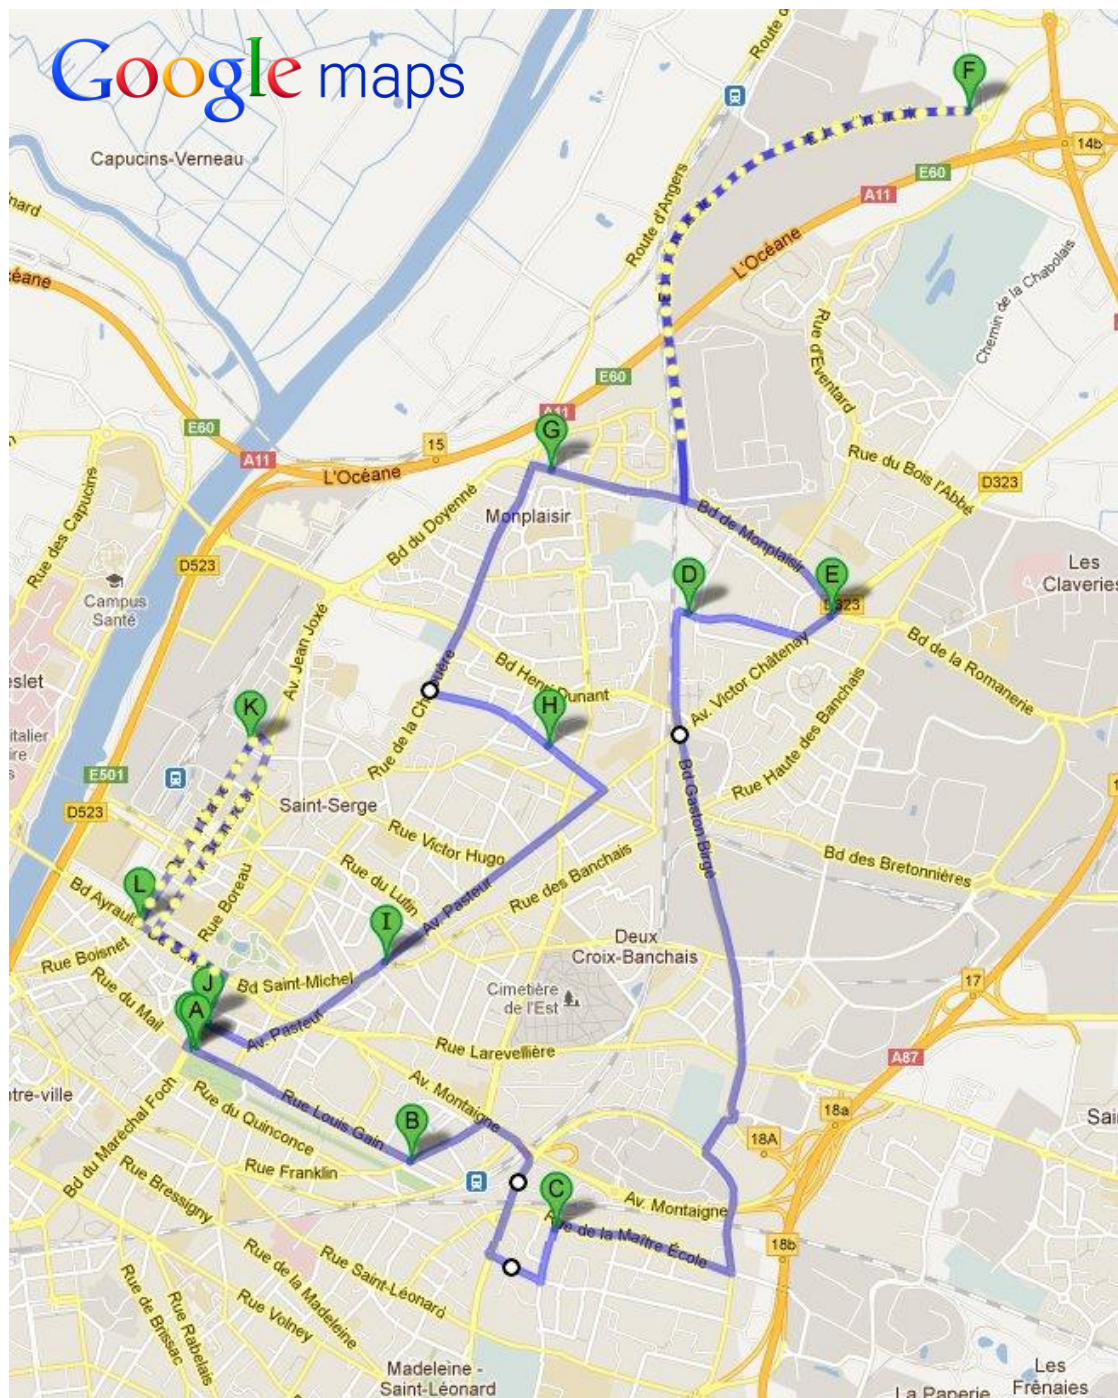 Google maps
Route d'
F
Capucins-Verneau
14b
E60
A11
Route d'Angers
L'Océane
Chemin de la Chabolais
Rue d'Eventard
E60
A11
E60
15
G
A11
L'Océane
Rue du Bois l'Abbé
D323
Bd du Doyenné
Monplaisir
Bd de Monplaisir
Rue des Capucins
D523
D
E
Les
Claveries
Campus
Santé
D323
Av. Jean Joxé
Bd de la Romanerie
Bd Henri Dunant
Av. Victor Châtenay
Rue Haute des Banchais
K
H
Rue de la
E501
D523
Saint-Serge
Rue Victor Hugo
Bd Gaston Birgé
Bd des Bretonnières
Rue du Lutin
Rue des Banchais
L
Rue Boreau
I
Av. Pasteur
Rue Boisnet
Deux
Croix-Banchais
17
J
Bd Saint-Michel
Cimetière
de l'Est
Rue du Mail
A
Av. Pasteur
Rue Larevellière
A87
Av. Montaigne
Bd du Maréchal Foch
Rue Louis Gain
Rue du Quinconce
B
18a
18A
Rue Franklin
C
Av. Montaigne
Rue Bressigny
Rue de la Maître École
18b
Rue de la Madeleine
Rue Saint-Léonard
Rue Volney
Rue de Brissac
Rue Rabelais
Madeleine -
Saint-Léonard
Les
Frênaies
La Paperie